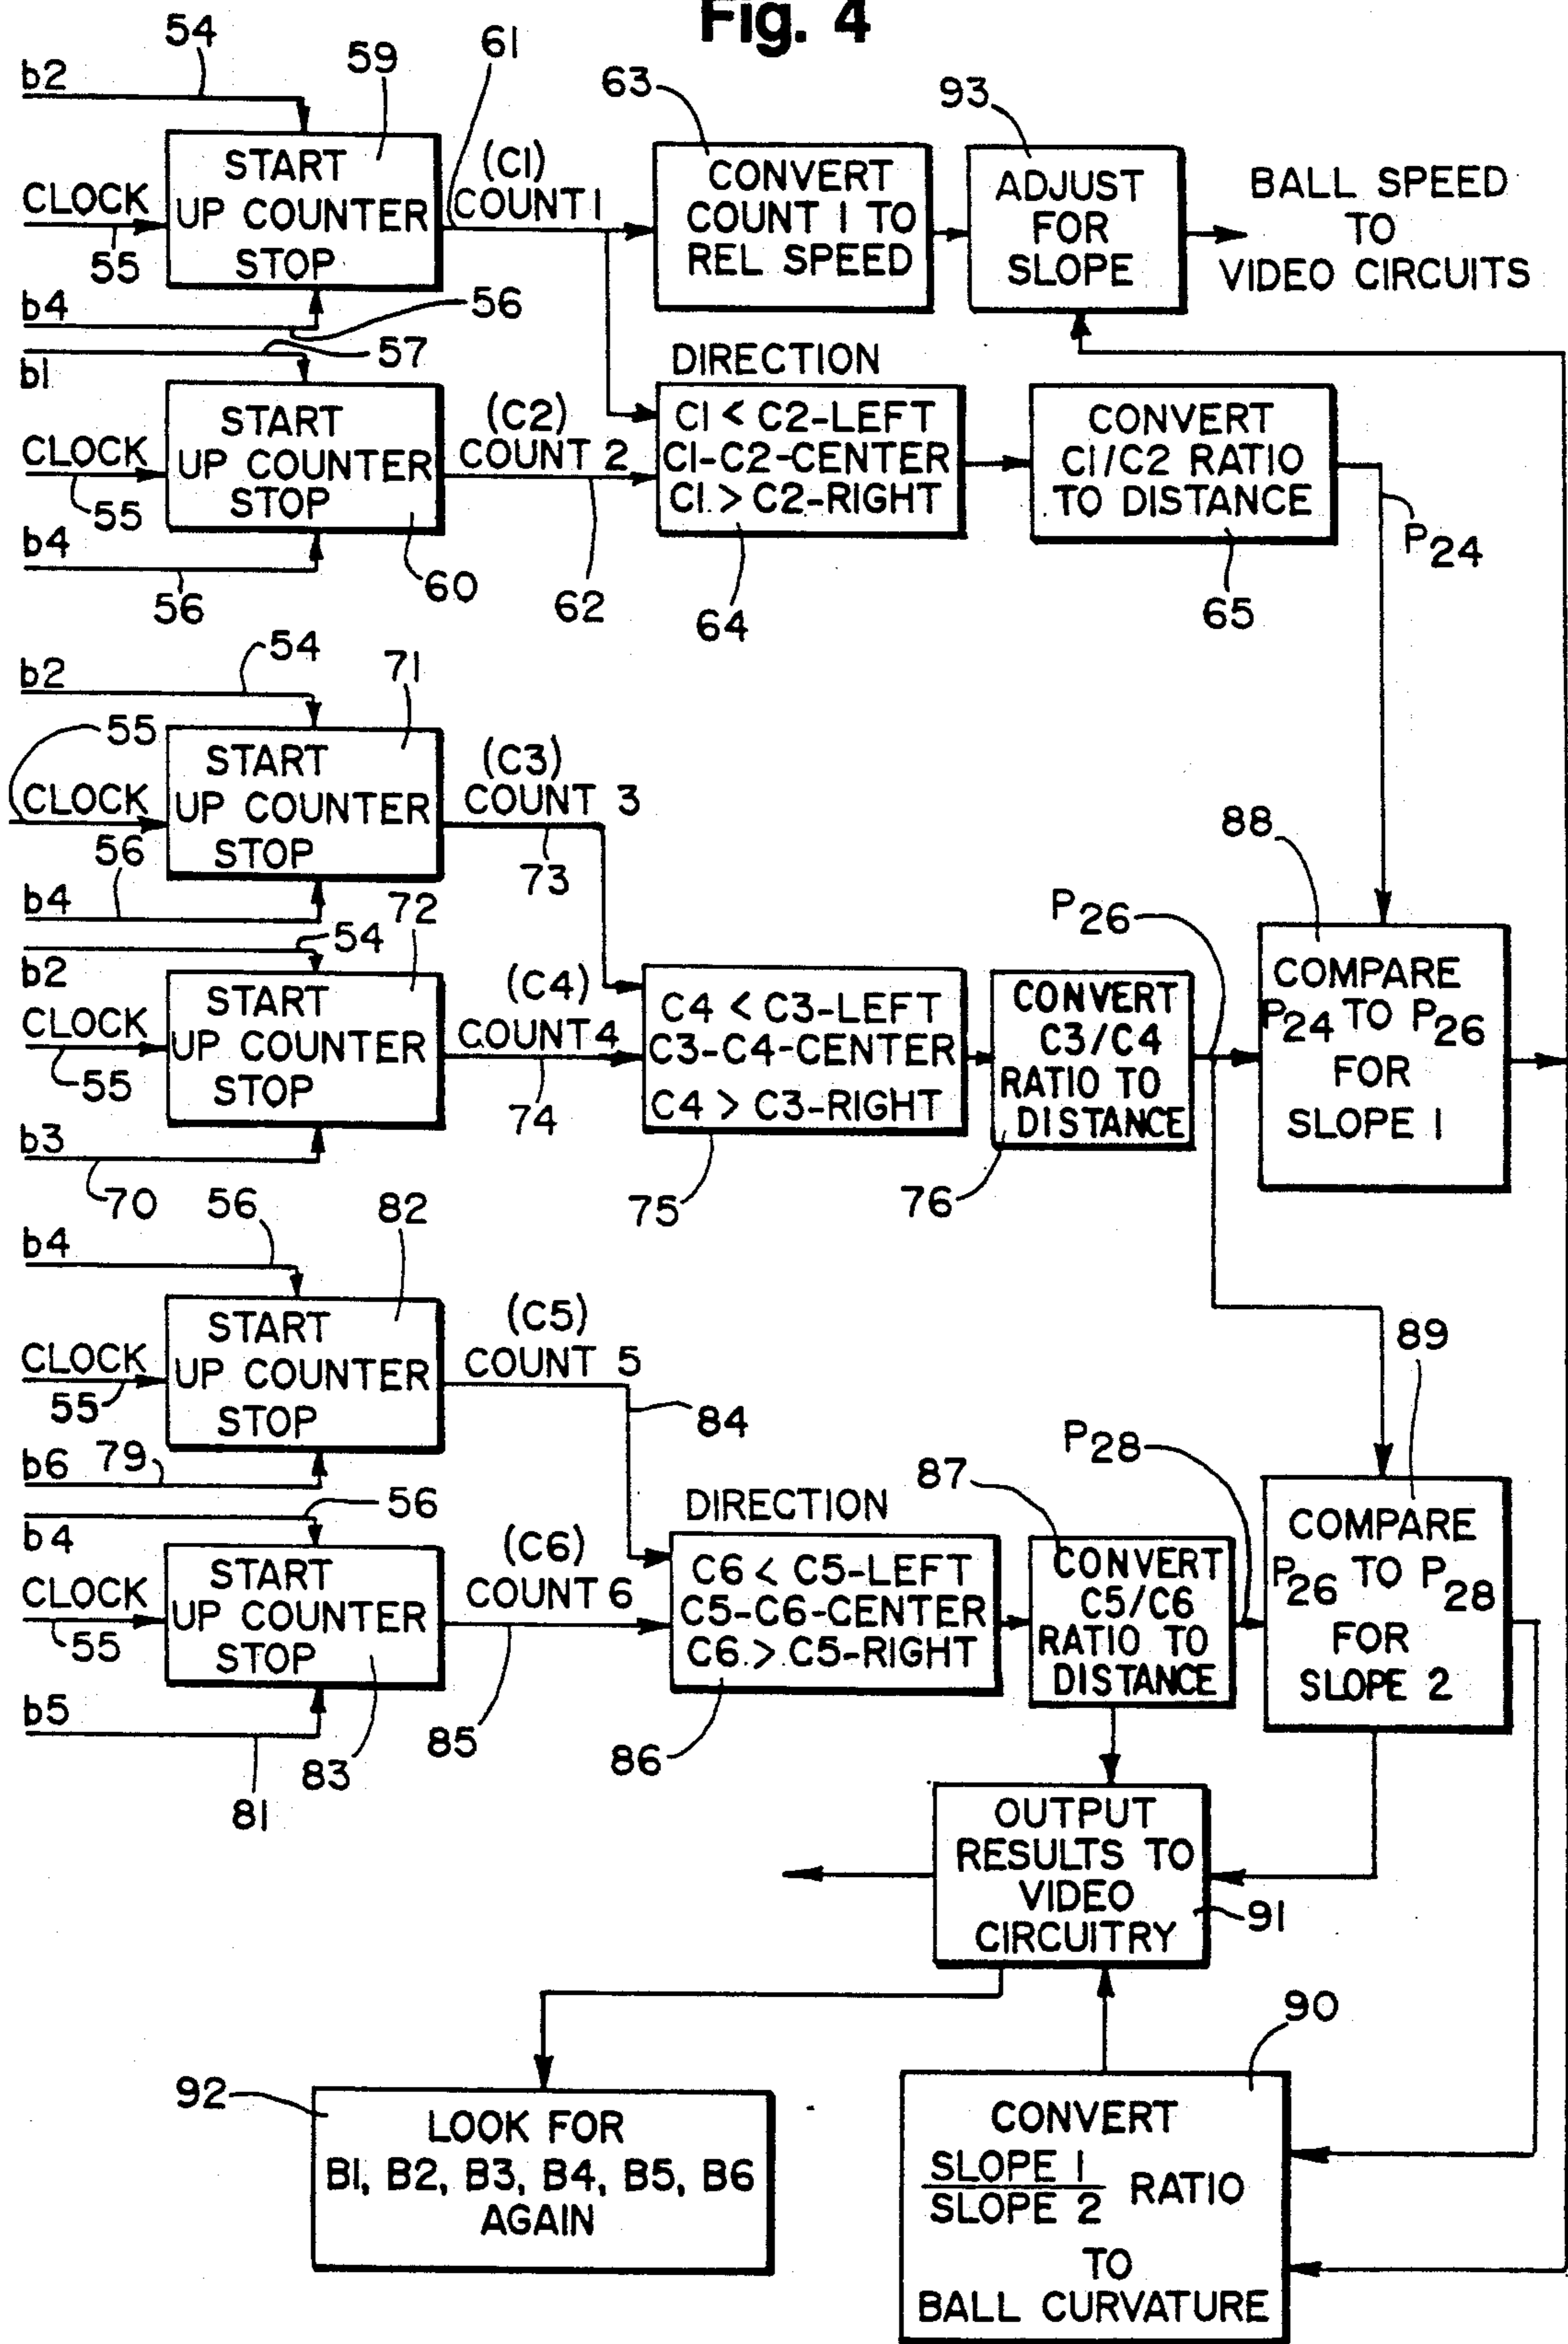 Fig. 4
b2
54
59
61
CLOCK
55
START
UP COUNTER
STOP
(C1)
COUNT 1
63
CONVERT
COUNT 1 TO
REL SPEED
93
ADJUST
FOR
SLOPE
BALL SPEED
TO
VIDEO CIRCUITS
b4
56
57
b1
CLOCK
55
START
UP COUNTER
STOP
60
b4
56
(C2)
COUNT 2
62
DIRECTION
C1 < C2-LEFT
C1-C2-CENTER
C1 > C2-RIGHT
64
CONVERT
C1/C2 RATIO
TO DISTANCE
65
P24
b2
54
71
55
CLOCK
START
UP COUNTER
STOP
56
b4
(C3)
COUNT 3
73
72
54
b2
CLOCK
55
START
UP COUNTER
STOP
b3
70
(C4)
COUNT 4
74
C4 < C3-LEFT
C3-C4-CENTER
C4 > C3-RIGHT
75
CONVERT
C3/C4
RATIO TO
DISTANCE
76
P26
88
COMPARE
P24 TO P26
FOR
SLOPE 1
b4
56
82
CLOCK
55
START
UP COUNTER
STOP
b6
79
(C5)
COUNT 5
84
56
b4
CLOCK
55
START
UP COUNTER
STOP
83
b5
81
(C6)
COUNT 6
85
DIRECTION
C6 < C5-LEFT
C5-C6-CENTER
C6 > C5-RIGHT
86
87
CONVERT
C5/C6
RATIO TO
DISTANCE
P28
89
COMPARE
P26 TO P28
FOR
SLOPE 2
OUTPUT
RESULTS TO
VIDEO
CIRCUITRY
91
92
LOOK FOR
B1, B2, B3, B4, B5, B6
AGAIN
90
CONVERT
SLOPE 1
SLOPE 2 RATIO
TO
BALL CURVATURE